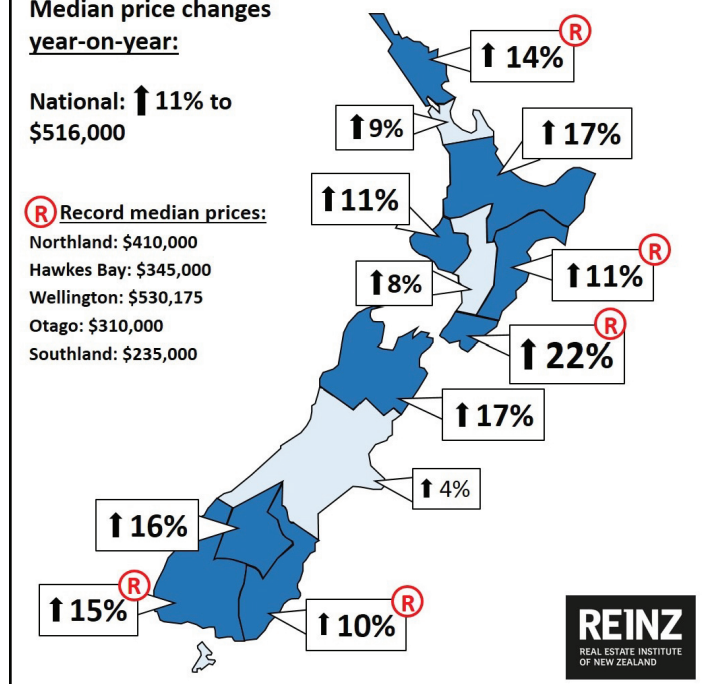 Median price changes
year-on-year:
National: ⬆ 11% to
$516,000
R Record median prices:
Northland: $410,000
Hawkes Bay: $345,000
Wellington: $530,175
Otago: $310,000
Southland: $235,000
R
⬆ 14%
⬆ 9%
⬆ 17%
⬆ 11%
R
⬆ 11%
⬆ 8%
R
⬆ 22%
⬆ 17%
⬆ 4%
⬆ 16%
R
⬆ 15%
R
⬆ 10%
REINZ
REAL ESTATE INSTITUTE
OF NEW ZEALAND